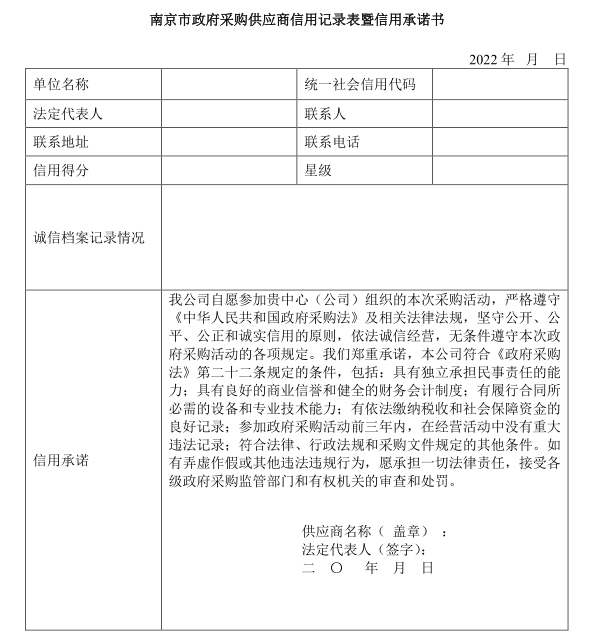 南京市政府采购供应商信用记录表暨信用承诺书
2022 年 月 日
单位名称 统一社会信用代码
法定代表人 联系人
联系地址 联系电话
信用得分 星级
诚信档案记录情况
信用承诺
我公司自愿参加贵中心（公司）组织的本次采购活动，严格遵守
《中华人民共和国政府采购法》及相关法律法规，坚守公开、公
平、公正和诚实信用的原则，依法诚信经营，无条件遵守本次政
府采购活动的各项规定。我们郑重承诺，本公司符合《政府采购
法》第二十二条规定的条件，包括：具有独立承担民事责任的能
力；具有良好的商业信誉和健全的财务会计制度；有履行合同所
必需的设备和专业技术能力；有依法缴纳税收和社会保障资金的
良好记录；参加政府采购活动前三年内，在经营活动中没有重大
违法记录；符合法律、行政法规和采购文件规定的其他条件。如
有弄虚作假或其他违法违规行为，愿承担一切法律责任，接受各
级政府采购监管部门和有权机关的审查和处罚。
供应商名称（ 盖章）：
法定代表人（签字）：
二 〇 年 月 日